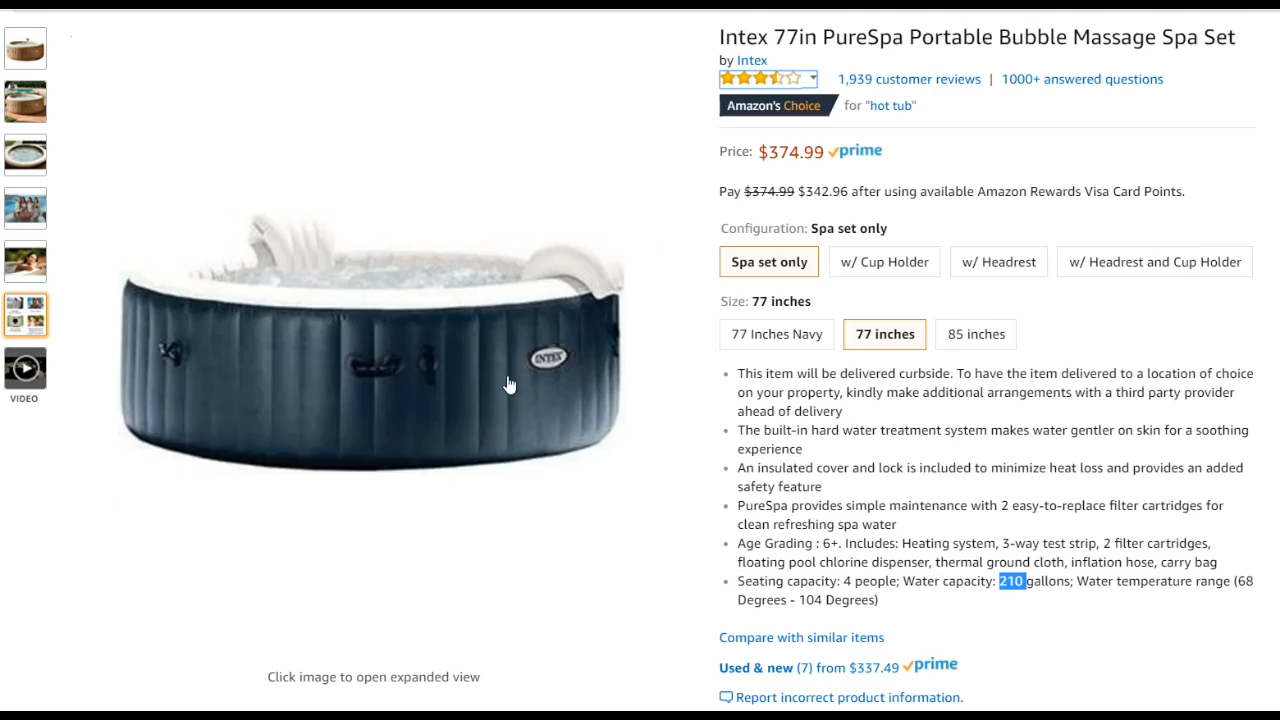 Intex 77in PureSpa Portable Bubble Massage Spa Set
by Intex
1,939 customer reviews | 1000+ answered questions
Amazon's Choice for "hot tub"
Price: $374.99 prime
Pay $374.99 $342.96 after using available Amazon Rewards Visa Card Points.
Configuration: Spa set only
Spa set only w/ Cup Holder w/ Headrest w/ Headrest and Cup Holder
Size: 77 inches
77 Inches Navy 77 inches 85 inches
• This item will be delivered curbside. To have the item delivered to a location of choice
on your property, kindly make additional arrangements with a third party provider
ahead of delivery
• The built-in hard water treatment system makes water gentler on skin for a soothing
experience
• An insulated cover and lock is included to minimize heat loss and provides an added
safety feature
• PureSpa provides simple maintenance with 2 easy-to-replace filter cartridges for
clean refreshing spa water
• Age Grading : 6+. Includes: Heating system, 3-way test strip, 2 filter cartridges,
floating pool chlorine dispenser, thermal ground cloth, inflation hose, carry bag
• Seating capacity: 4 people; Water capacity: 210 gallons; Water temperature range (68
Degrees - 104 Degrees)
Compare with similar items
Used & new (7) from $337.49 prime
Report incorrect product information.
INTEX
VIDEO
Click image to open expanded view